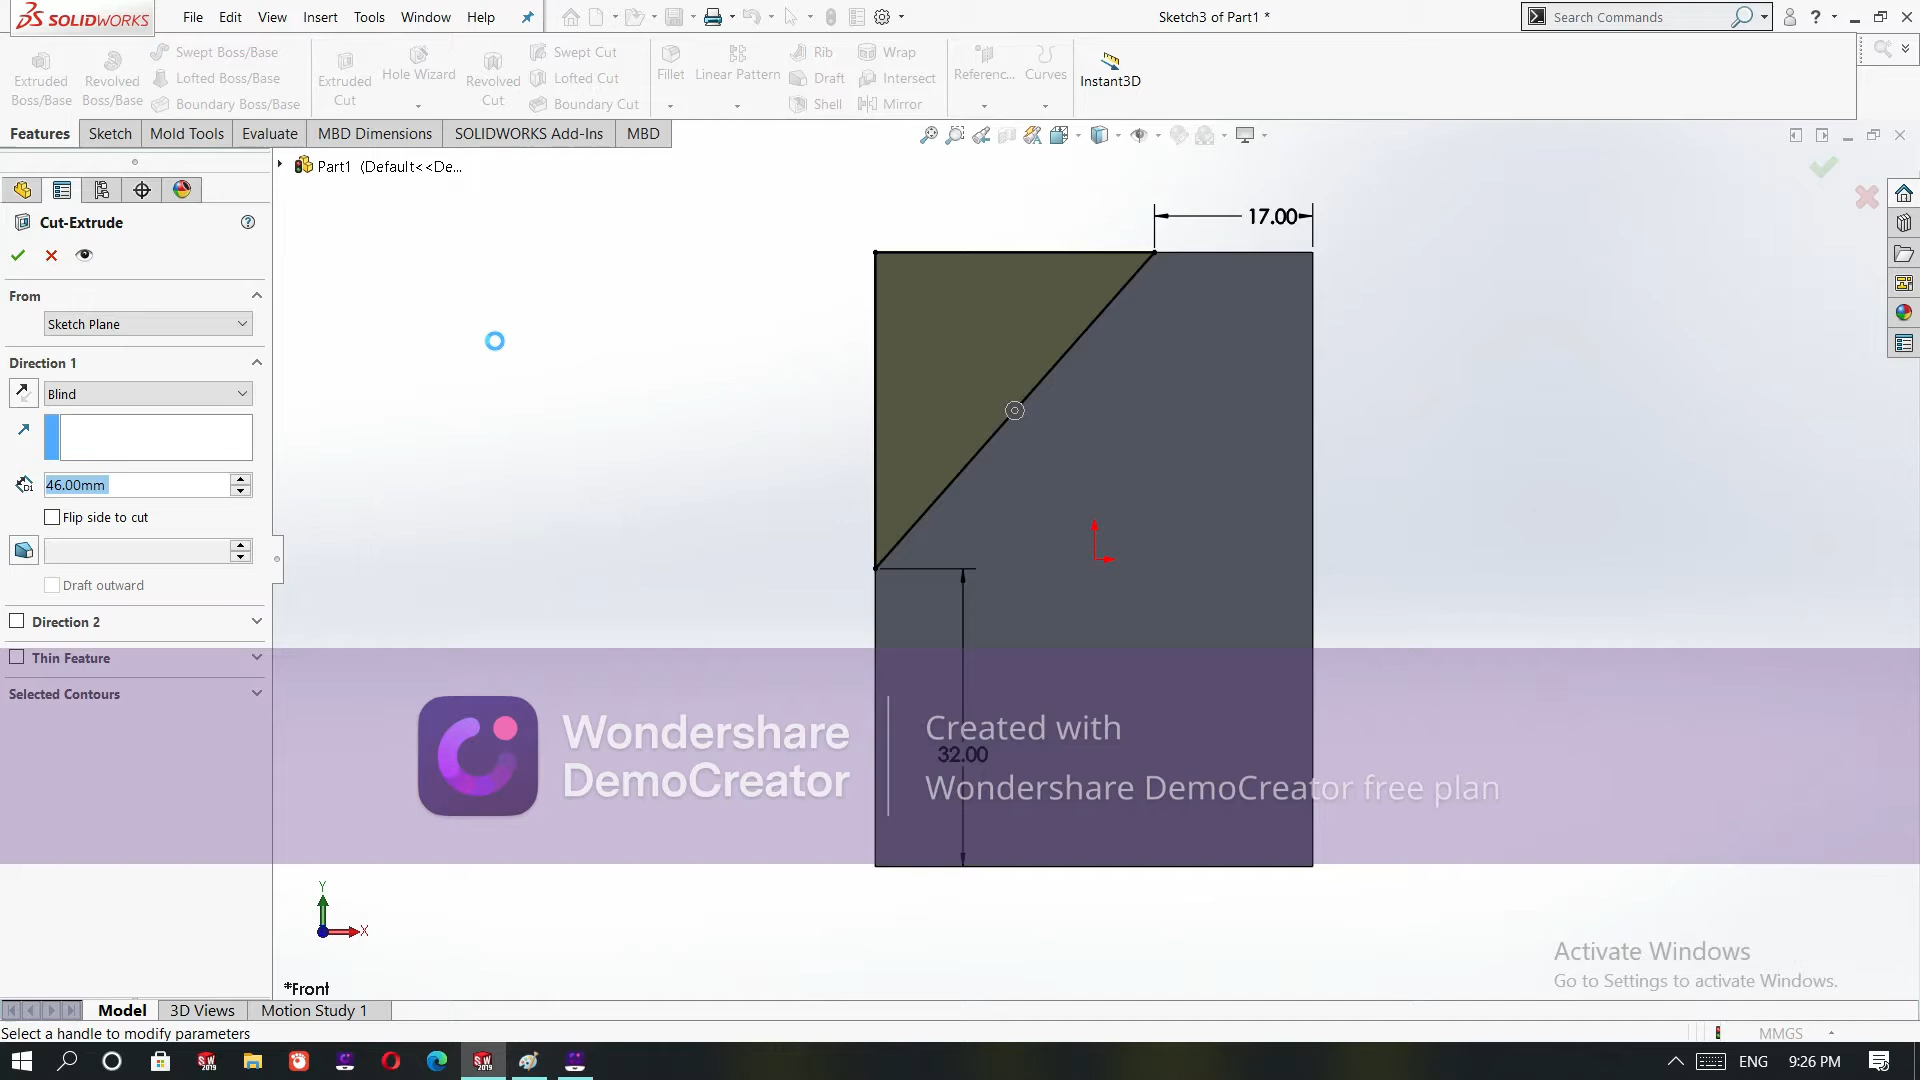 SOLIDWORKS
File Edit View Insert Tools Window Help
Sketch3 of Part1 *
Search Commands
Extruded Boss/Base
Revolved Boss/Base
Swept Boss/Base
Lofted Boss/Base
Boundary Boss/Base
Extruded Cut
Hole Wizard
Revolved Cut
Swept Cut
Lofted Cut
Boundary Cut
Fillet
Linear Pattern
Rib
Draft
Shell
Wrap
Intersect
Mirror
Referenc...
Curves
Instant3D
Features Sketch Mold Tools Evaluate MBD Dimensions SOLIDWORKS Add-Ins MBD
Part1 (Default<<De...
Cut-Extrude
From
Sketch Plane
Direction 1
Blind
46.00mm
Flip side to cut
Draft outward
Direction 2
Thin Feature
Selected Contours
17.00
32.00
Wondershare
DemoCreator
Created with
Wondershare DemoCreator free plan
Y
X
*Front
Activate Windows
Go to Settings to activate Windows.
Model 3D Views Motion Study 1
Select a handle to modify parameters
MMGS
ENG 9:26 PM